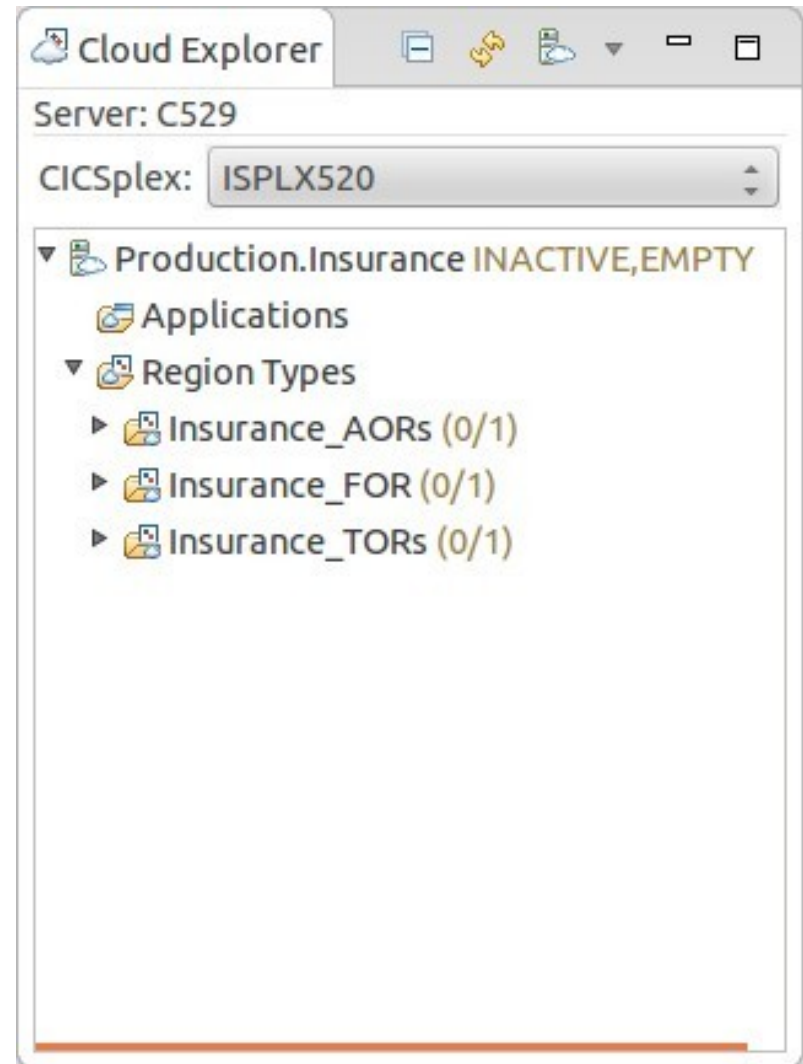 Cloud Explorer
Server: C529
CICSplex: ISPLX520
Production.Insurance INACTIVE,EMPTY
Applications
Region Types
Insurance_AORs (0/1)
Insurance_FOR (0/1)
Insurance_TORs (0/1)